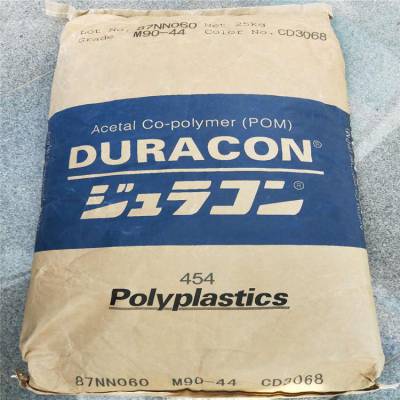 Lot No. 87NN060 Net 25kg
Grade M90-44 Color No. CD3068
Acetal Co-polymer (POM)
DURACON®
ジュラコン®
454
Polyplastics
87NN060 M90-44 CD3068